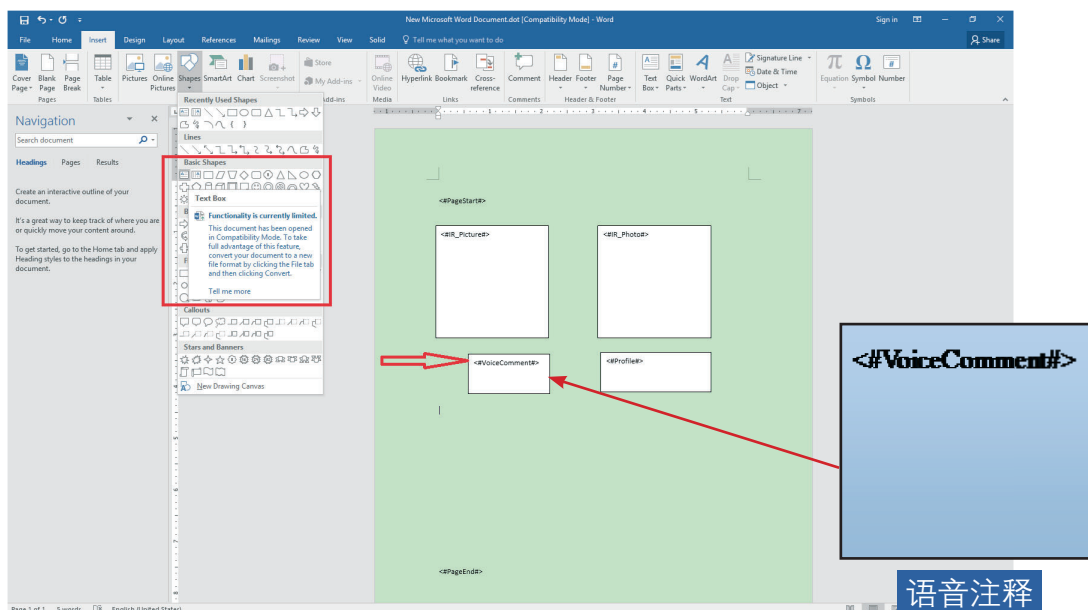 New Microsoft Word Document.dot [Compatibility Mode] - Word
Sign in
File Home Insert Design Layout References Mailings Review View Solid Tell me what you want to do
Share
Cover Page Blank Page Page Break
Pages
Table
Tables
Pictures Online Pictures Shapes SmartArt Chart Screenshot
Store
My Add-ins
dd-ins
Online Video
Media
Hyperlink Bookmark Cross-reference
Links
Comment
Comments
Header Footer Page Number
Header & Footer
Text Box Quick Parts WordArt Drop Cap
Signature Line
Date & Time
Object
Text
Equation Symbol Number
Symbols
Navigation
Search document
Headings Pages Results
Create an interactive outline of your
document.
It's a great way to keep track of where you are
or quickly move your content around.
To get started, go to the Home tab and apply
Heading styles to the headings in your
document.
Recently Used Shapes
Lines
Basic Shapes
Text Box
Functionality is currently limited.
This document has been opened
in Compatibility Mode. To take
full advantage of this feature,
convert your document to a new
file format by clicking the File tab
and then clicking Convert.
Tell me more
Callouts
Stars and Banners
New Drawing Canvas
<#PageStart#>
<#IR_Picture#>
<#IR_Photo#>
<#VoiceComment#>
<#Profile#>
<#PageEnd#>
<#VoiceComment#>
语音注释
Page 1 of 1 5 words English (United States)